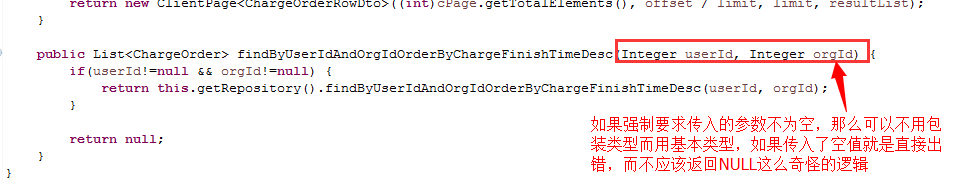 return new ClientPage<ChargeOrderRowDto>((int)cPage.getTotalElements(), offset / limit, limit, resultList);
}
public List<ChargeOrder> findByUserIdAndOrgIdOrderByChargeFinishTimeDesc(Integer userId, Integer orgId) {
if(userId!=null && orgId!=null) {
return this.getRepository().findByUserIdAndOrgIdOrderByChargeFinishTimeDesc(userId, orgId);
}
return null;
}
}
如果强制要求传入的参数不为空，那么可以不用包
装类型而用基本类型，如果传入了空值就是直接出
错，而不应该返回NULL这么奇怪的逻辑